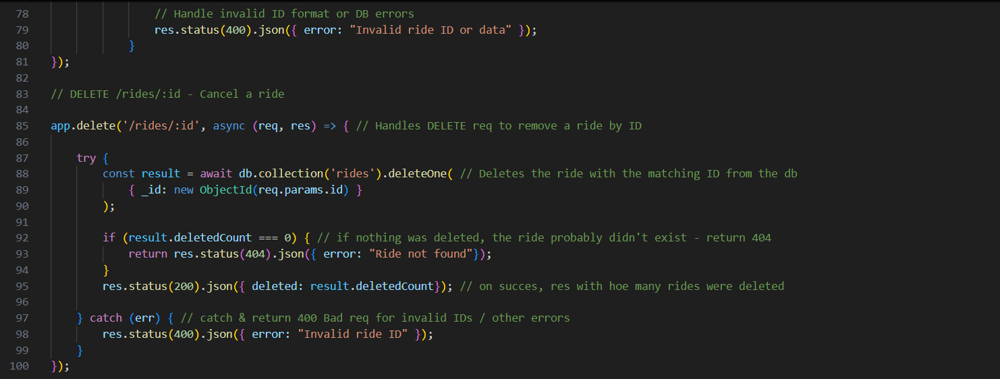 78 // Handle invalid ID format or DB errors
79 res.status(400).json({ error: "Invalid ride ID or data" });
80 }
81 });
82
83 // DELETE /rides/:id - Cancel a ride
84
85 app.delete('/rides/:id', async (req, res) => { // Handles DELETE req to remove a ride by ID
86
87 try {
88 const result = await db.collection('rides').deleteOne( // Deletes the ride with the matching ID from the db
89 { _id: new ObjectId(req.params.id) }
90 );
91
92 if (result.deletedCount === 0) { // if nothing was deleted, the ride probably didn't exist - return 404
93 return res.status(404).json({ error: "Ride not found"});
94 }
95 res.status(200).json({ deleted: result.deletedCount}); // on succes, res with hoe many rides were deleted
96
97 } catch (err) { // catch & return 400 Bad req for invalid IDs / other errors
98 res.status(400).json({ error: "Invalid ride ID" });
99 }
100 });